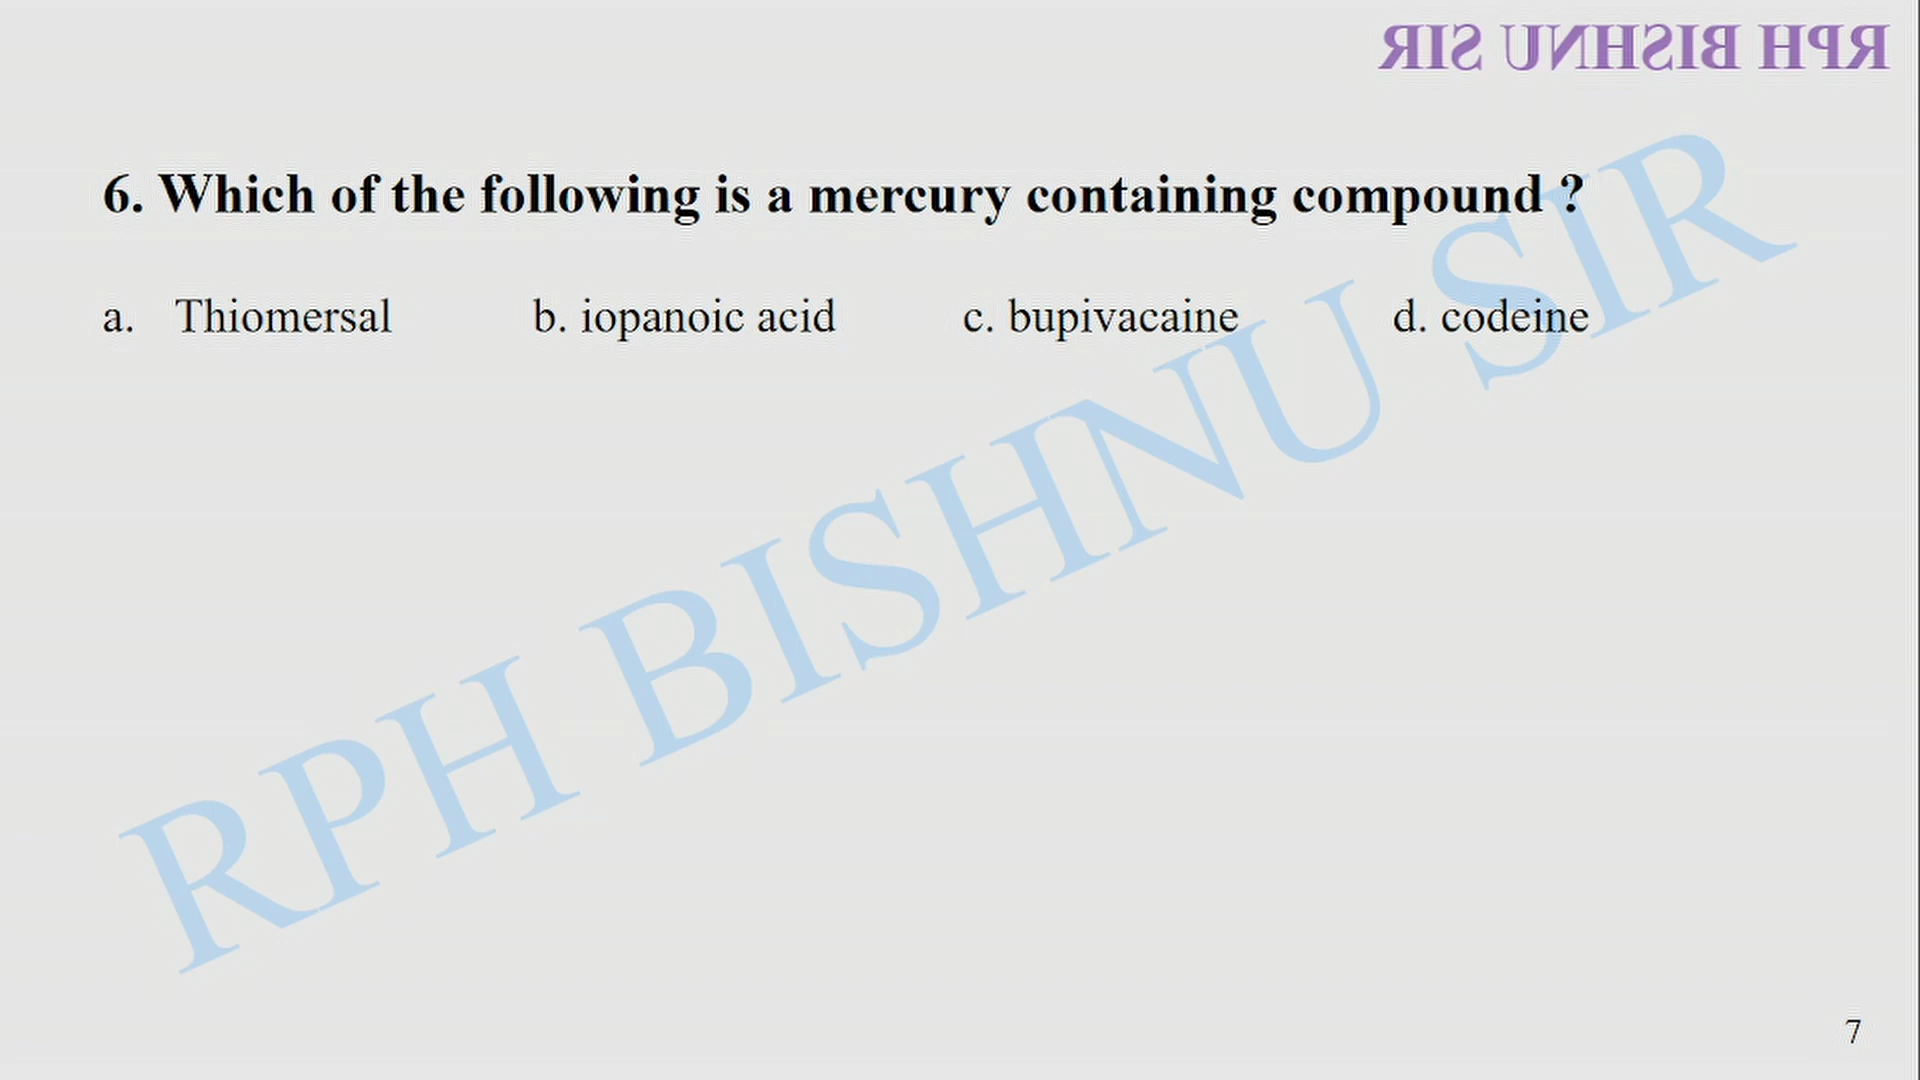 RPH BISHNU SIR
6. Which of the following is a mercury containing compound ?
a. Thiomersal b. iopanoic acid c. bupivacaine d. codeine
RPH BISHNU SIR
7